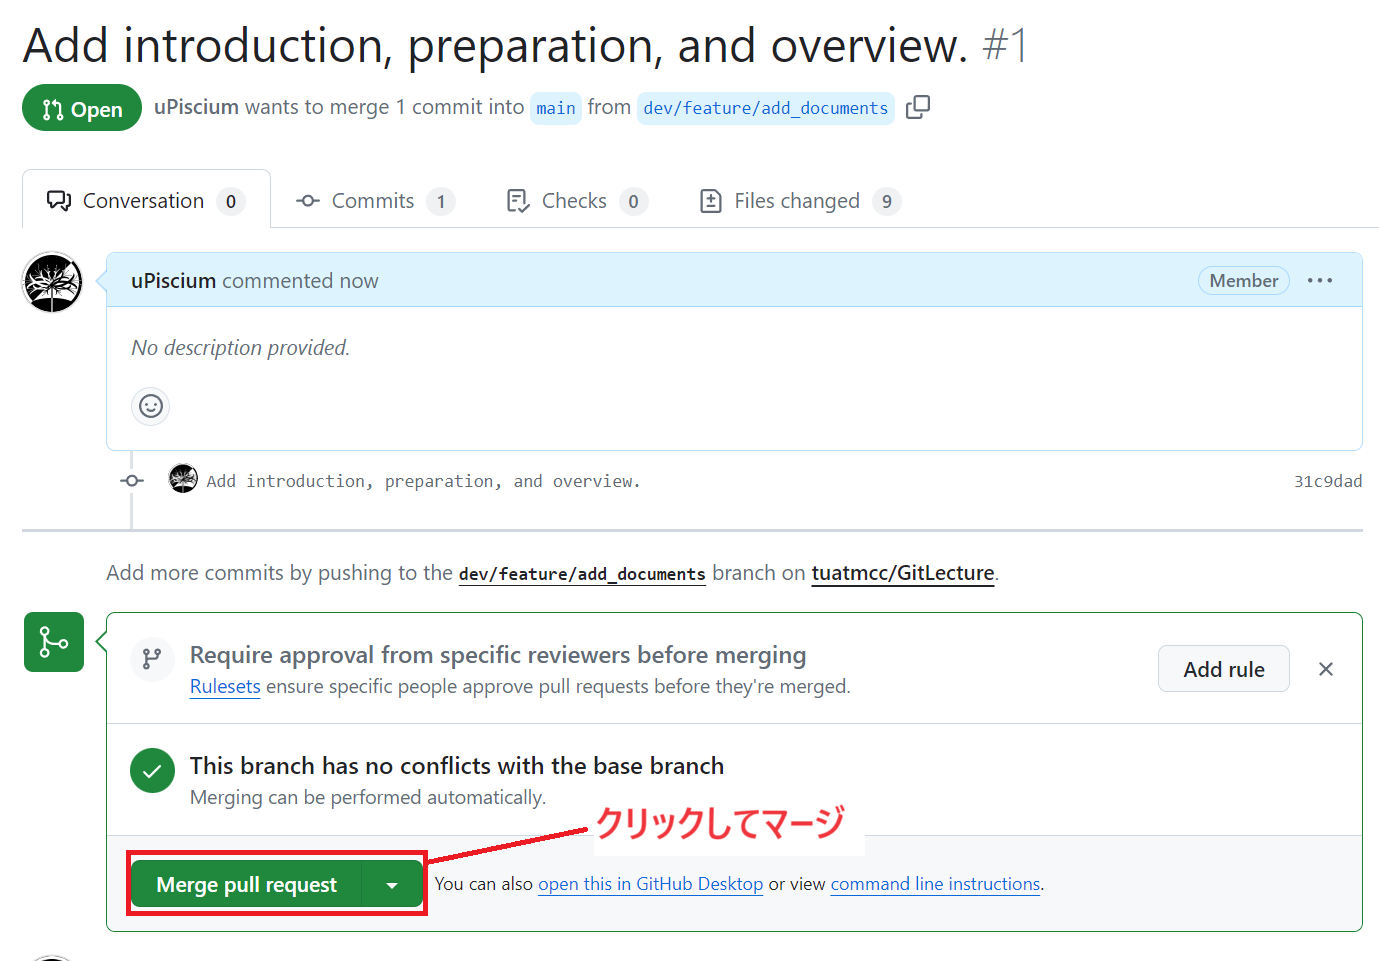 Add introduction, preparation, and overview. #1
Open uPiscium wants to merge 1 commit into main from dev/feature/add_documents
Conversation 0 Commits 1 Checks 0 Files changed 9
uPiscium commented now Member
No description provided.
Add introduction, preparation, and overview. 31c9dad
Add more commits by pushing to the dev/feature/add_documents branch on tuatmcc/GitLecture.
Require approval from specific reviewers before merging
Rulesets ensure specific people approve pull requests before they're merged.
Add rule
This branch has no conflicts with the base branch
Merging can be performed automatically.
クリックしてマージ
Merge pull request You can also open this in GitHub Desktop or view command line instructions.